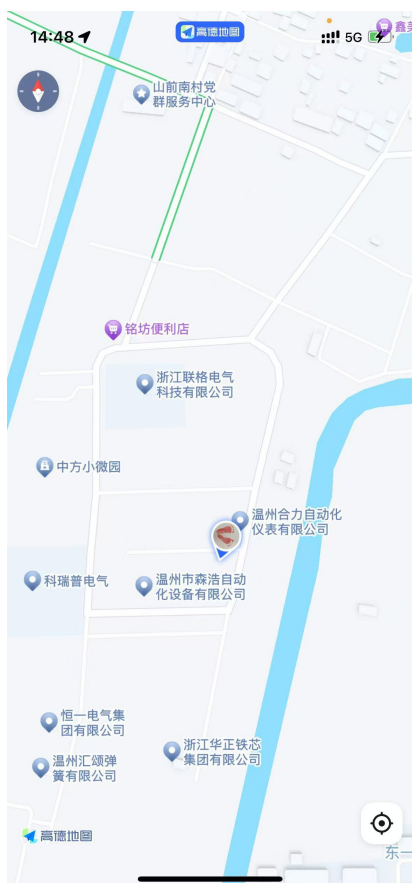 14:48
高德地图
5G
鑫美
山前南村党
群服务中心
铭坊便利店
浙江联格电气
科技有限公司
中方小微园
温州合力自动化
仪表有限公司
科瑞普电气
温州市森浩自动
化设备有限公司
恒一电气集
团有限公司
浙江华正铁芯
集团有限公司
温州汇颂弹
簧有限公司
高德地图
东一